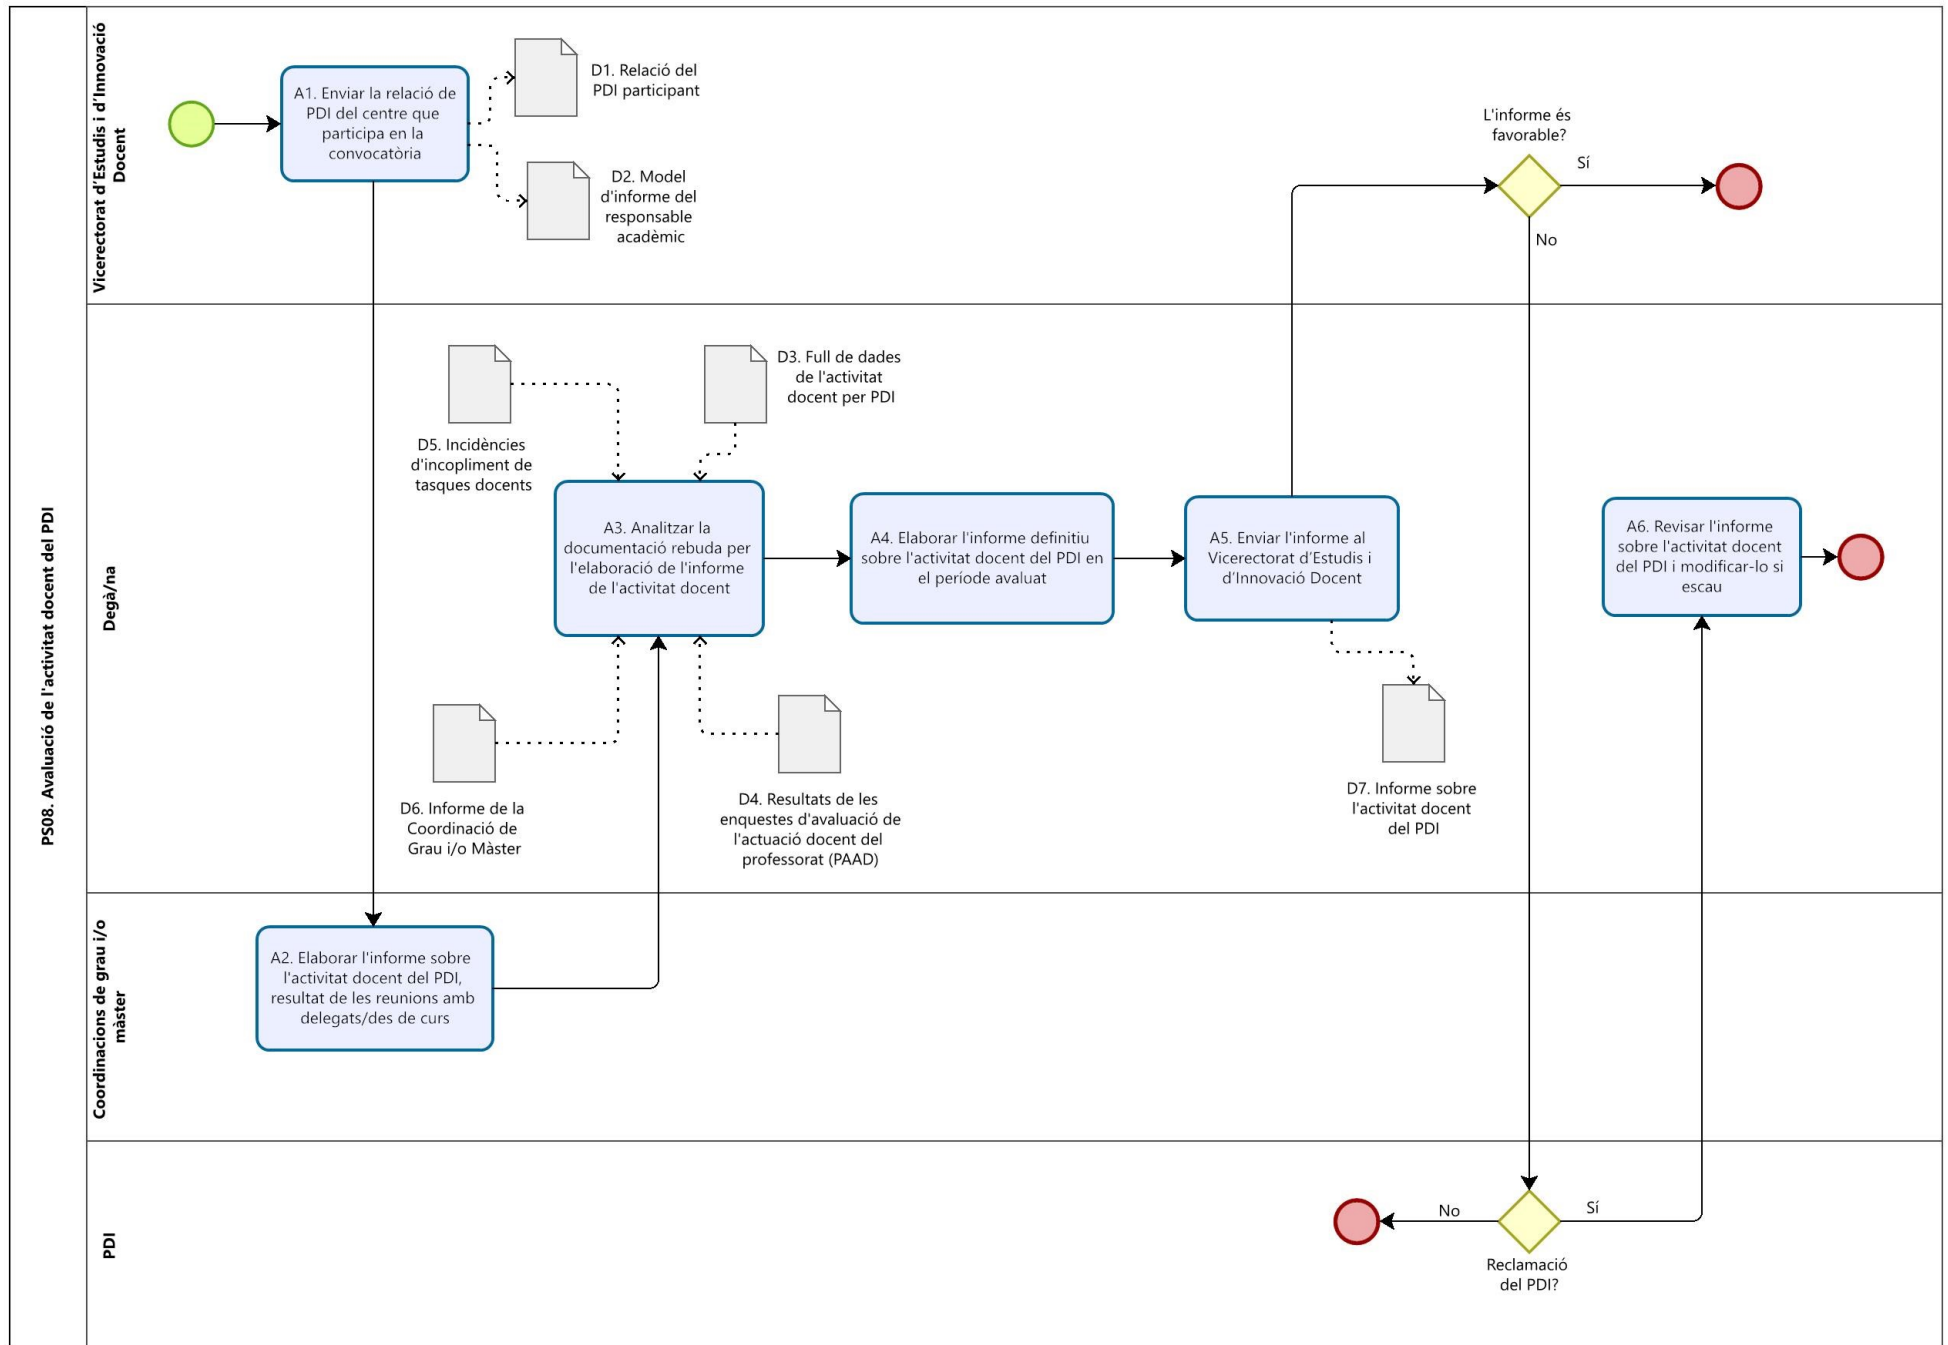 PS08. Avaluació de l'activitat docent del PDI
Vicerectorat d'Estudis i d'Innovació
Docent
A1. Enviar la relació de
PDI del centre que
participa en la
convocatòria
D1. Relació del
PDI participant
D2. Model
d'informe del
responsable
acadèmic
L'informe és
favorable?
Sí
No
Degà/na
D5. Incidències
d'incopliment de
tasques docents
D3. Full de dades
de l'activitat
docent per PDI
A3. Analitzar la
documentació rebuda per
l'elaboració de l'informe
de l'activitat docent
A4. Elaborar l'informe definitiu
sobre l'activitat docent del PDI en
el període avaluat
A5. Enviar l'informe al
Vicerectorat d'Estudis i
d'Innovació Docent
A6. Revisar l'informe
sobre l'activitat docent
del PDI i modificar-lo si
escau
D6. Informe de la
Coordinació de
Grau i/o Màster
D4. Resultats de les
enquestes d'avaluació de
l'actuació docent del
professorat (PAAD)
D7. Informe sobre
l'activitat docent
del PDI
Coordinacions de grau i/o
màster
A2. Elaborar l'informe sobre
l'activitat docent del PDI,
resultat de les reunions amb
delegats/des de curs
PDI
No
Sí
Reclamació
del PDI?